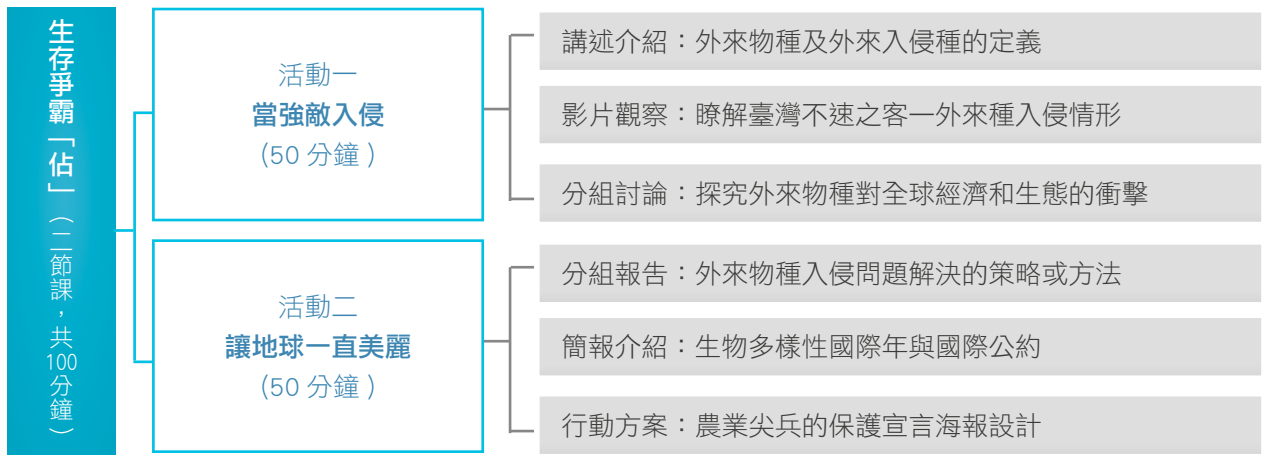 生存爭霸「佔」（二節課，共100分鐘）
活動一
當強敵入侵
(50 分鐘 )
講述介紹：外來物種及外來入侵種的定義
影片觀察：瞭解臺灣不速之客—外來種入侵情形
分組討論：探究外來物種對全球經濟和生態的衝擊
活動二
讓地球一直美麗
(50 分鐘 )
分組報告：外來物種入侵問題解決的策略或方法
簡報介紹：生物多樣性國際年與國際公約
行動方案：農業尖兵的保護宣言海報設計